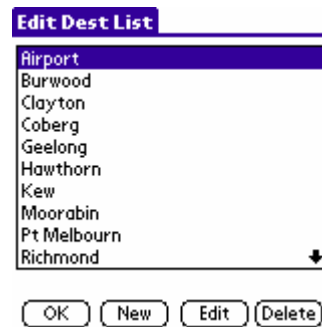 Edit Dest List
Airport
Burwood
Clayton
Coberg
Geelong
Hawthorn
Kew
Moorabin
Pt Melbourn
Richmond
OK New Edit Delete